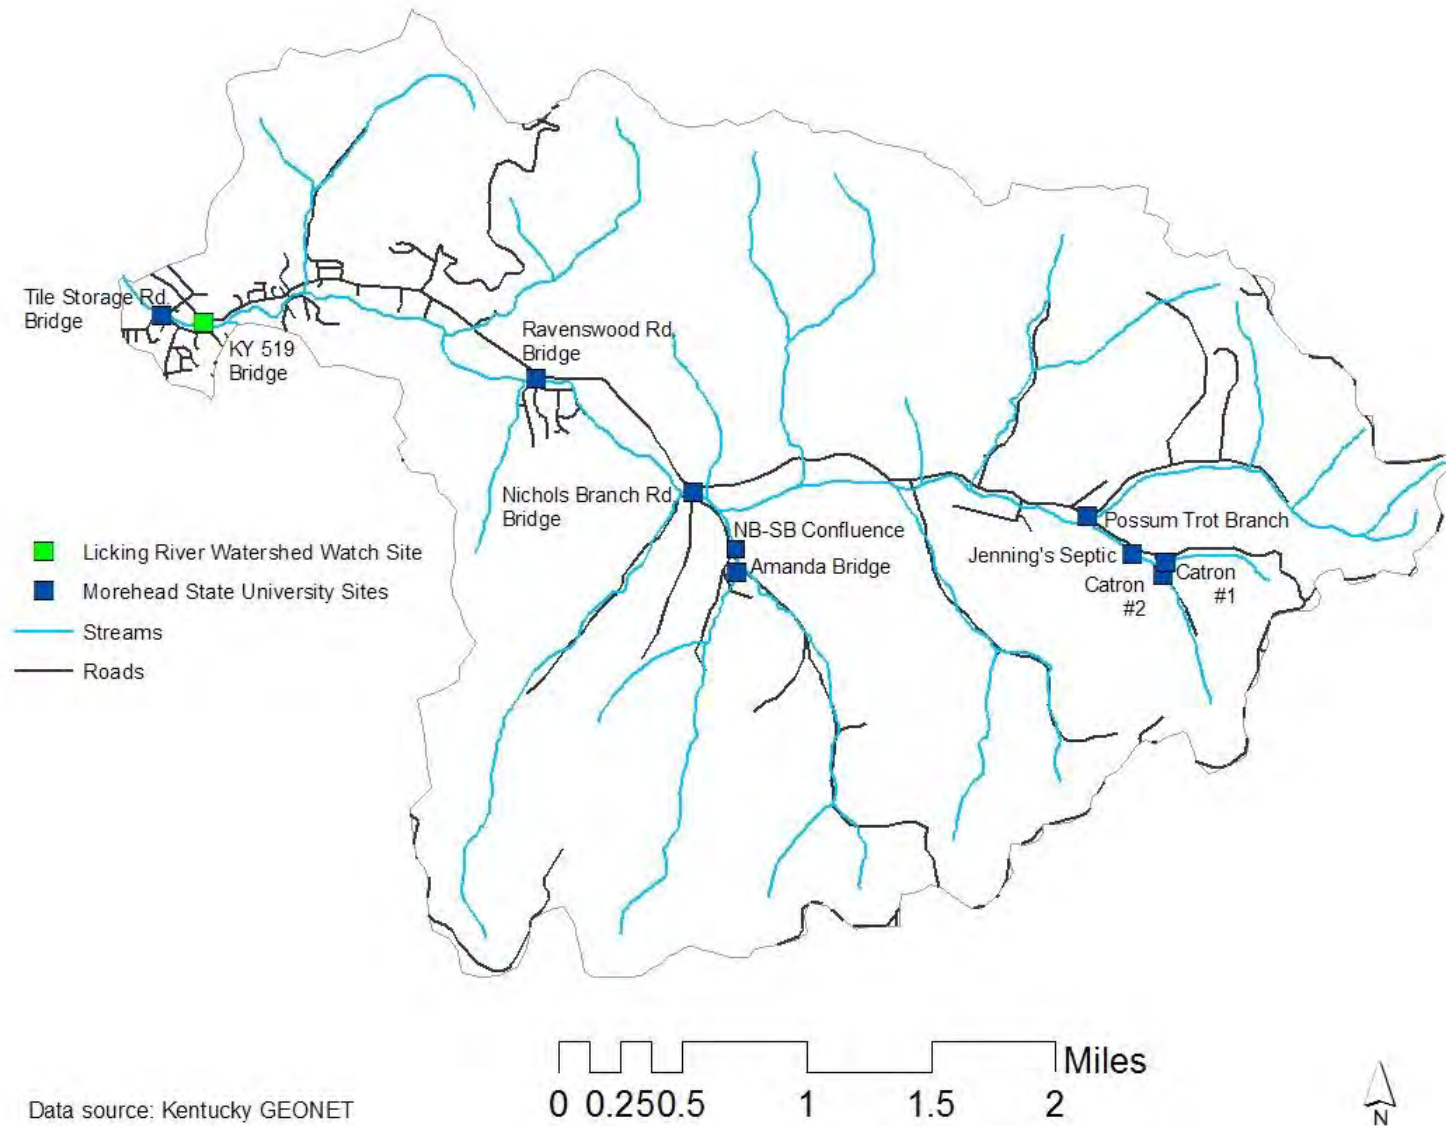 Tile Storage Rd.
Bridge
KY 519
Bridge
Ravenswood Rd.
Bridge
Nichols Branch Rd.
Bridge
NB-SB Confluence
Amanda Bridge
Possum Trot Branch
Jenning's Septic
Catron
#2
Catron
#1
Licking River Watershed Watch Site
Morehead State University Sites
Streams
Roads
Miles
0 0.25 0.5 1 1.5 2
Data source: Kentucky GEONET
N